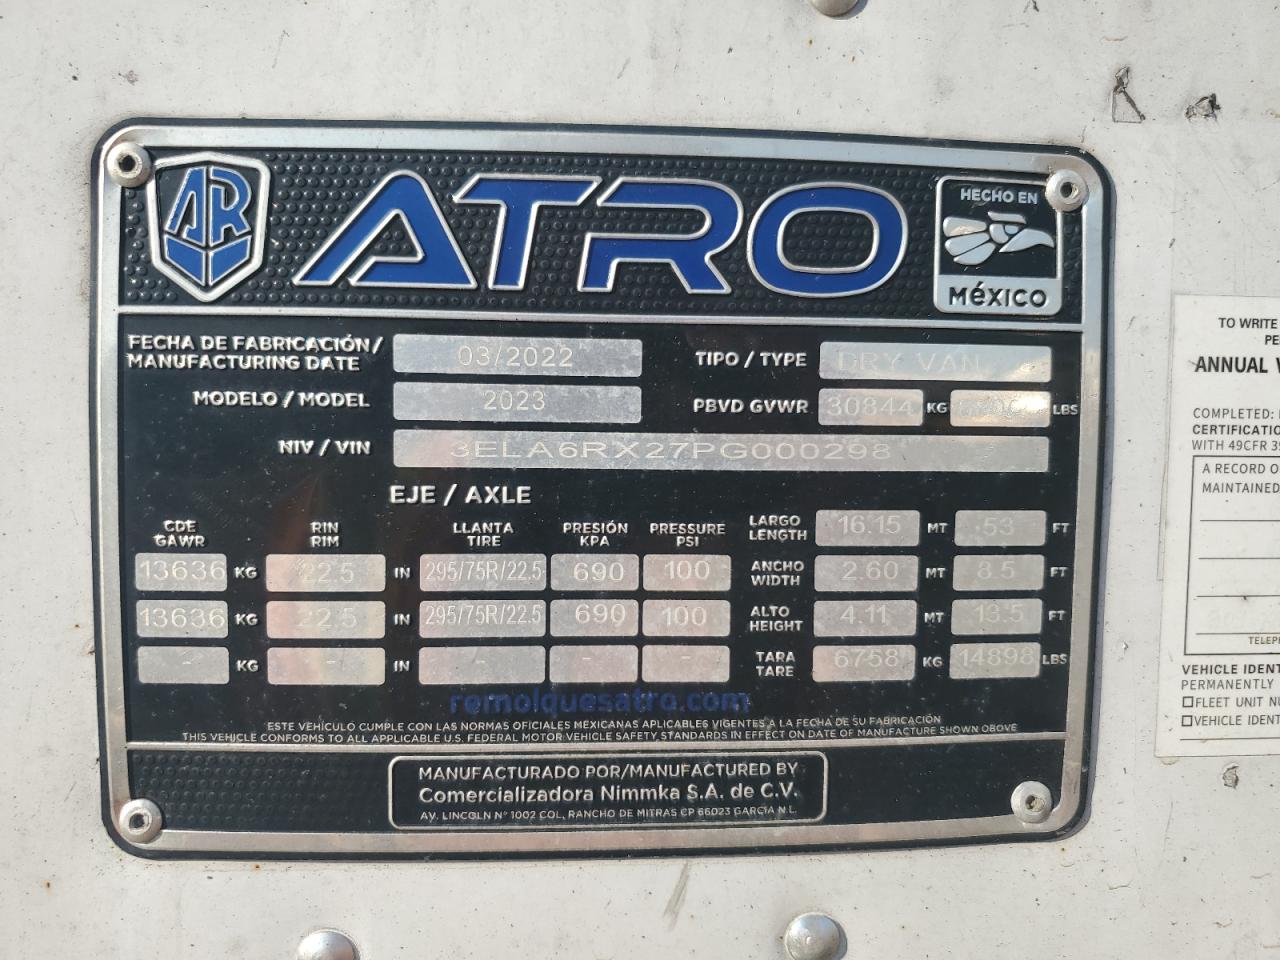 AR
ATRO
HECHO EN
MéXICO
FECHA DE FABRICACIÓN /
MANUFACTURING DATE
03/2022
TIPO / TYPE
DRY VAN
MODELO / MODEL
2023
PBVD GVWR
30844
KG
LBS
NIV / VIN
3ELA6RX27PG000298
EJE / AXLE
CDE
GAWR
RIN
RIM
LLANTA
TIRE
PRESIÓN
KPA
PRESSURE
PSI
LARGO
LENGTH
16.15 MT 53 FT
13636 KG 22.5 IN 295/75R/22.5 690 100
ANCHO
WIDTH
2.60 MT 8.5 FT
13636 KG 22.5 IN 295/75R/22.5 690 100
ALTO
HEIGHT
4.11 MT 13.5 FT
- KG - IN - - -
TARA
TARE
6758 KG 14898 LBS
remolquesatro.com
ESTE VEHÍCULO CUMPLE CON LAS NORMAS OFICIALES MEXICANAS APLICABLES VIGENTES A LA FECHA DE SU FABRICACIÓN
THIS VEHICLE CONFORMS TO ALL APPLICABLE U.S. FEDERAL MOTOR VEHICLE SAFETY STANDARDS IN EFFECT ON DATE OF MANUFACTURE SHOWN ABOVE
MANUFACTURADO POR/MANUFACTURED BY
Comercializadora Nimmka S.A. de C.V.
AV. LINCOLN Nº 1002 COL. RANCHO DE MITRAS CP 66023 GARCÍA N.L.
TO WRITE
PE
ANNUAL V
COMPLETED:
CERTIFICATIO
WITH 49CFR 39
A RECORD O
MAINTAINED
TELEPH
VEHICLE IDENT
PERMANENTLY
☐FLEET UNIT NU
☐VEHICLE IDENT